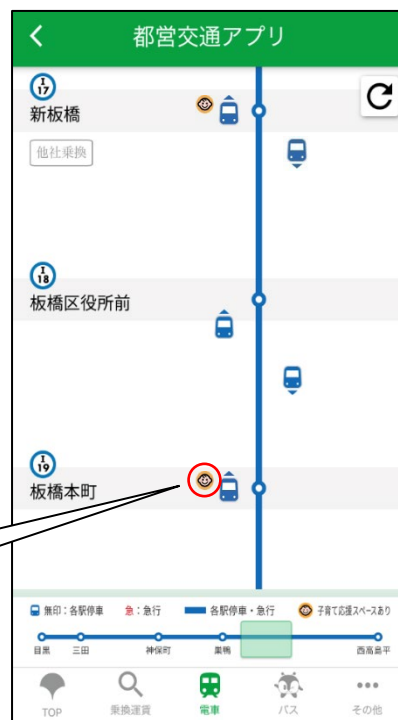 都営交通アプリ
I
17
新板橋
他社乗換
I
18
板橋区役所前
I
19
板橋本町
無印:各駅停車 急:急行 各駅停車・急行 子育て応援スペースあり
目黒 三田 神保町 巣鴨 西高島平
TOP 乗換運賃 電車 バス その他